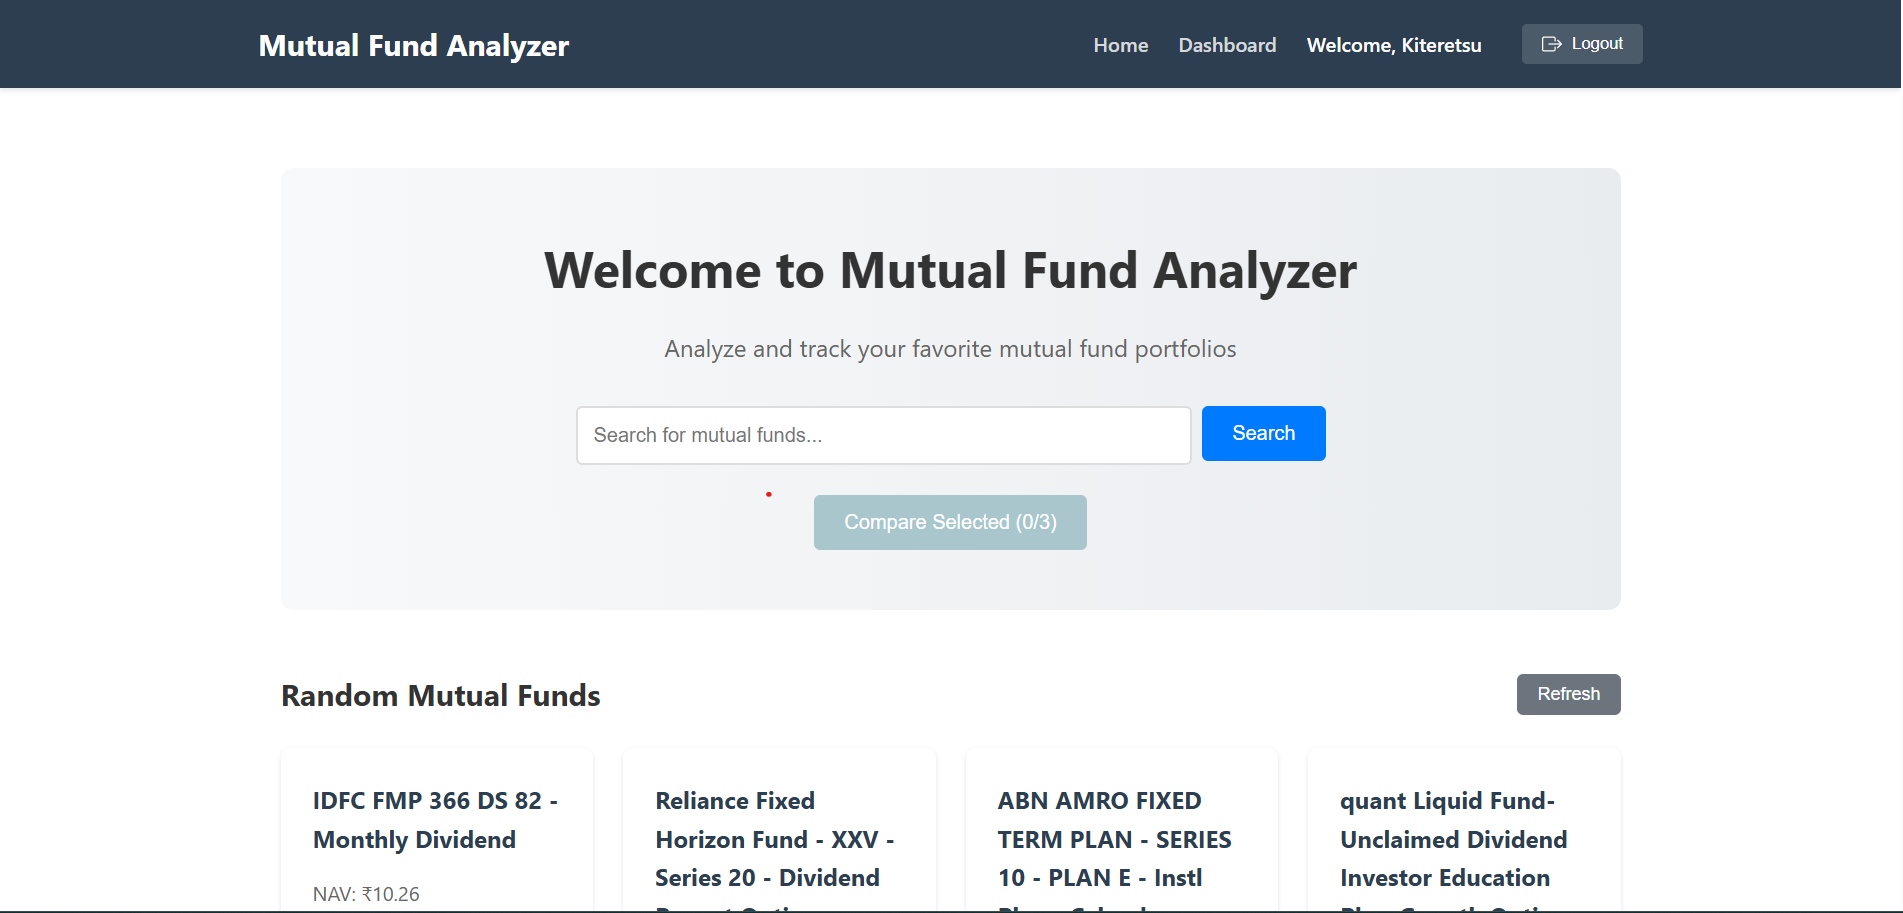 Mutual Fund Analyzer
Home
Dashboard
Welcome, Kiteretsu
Logout
Welcome to Mutual Fund Analyzer
Analyze and track your favorite mutual fund portfolios
Search for mutual funds...
Search
Compare Selected (0/3)
Random Mutual Funds
Refresh
IDFC FMP 366 DS 82 -
Monthly Dividend
NAV: ₹10.26
Reliance Fixed
Horizon Fund - XXV -
Series 20 - Dividend
ABN AMRO FIXED
TERM PLAN - SERIES
10 - PLAN E - Instl
quant Liquid Fund-
Unclaimed Dividend
Investor Education